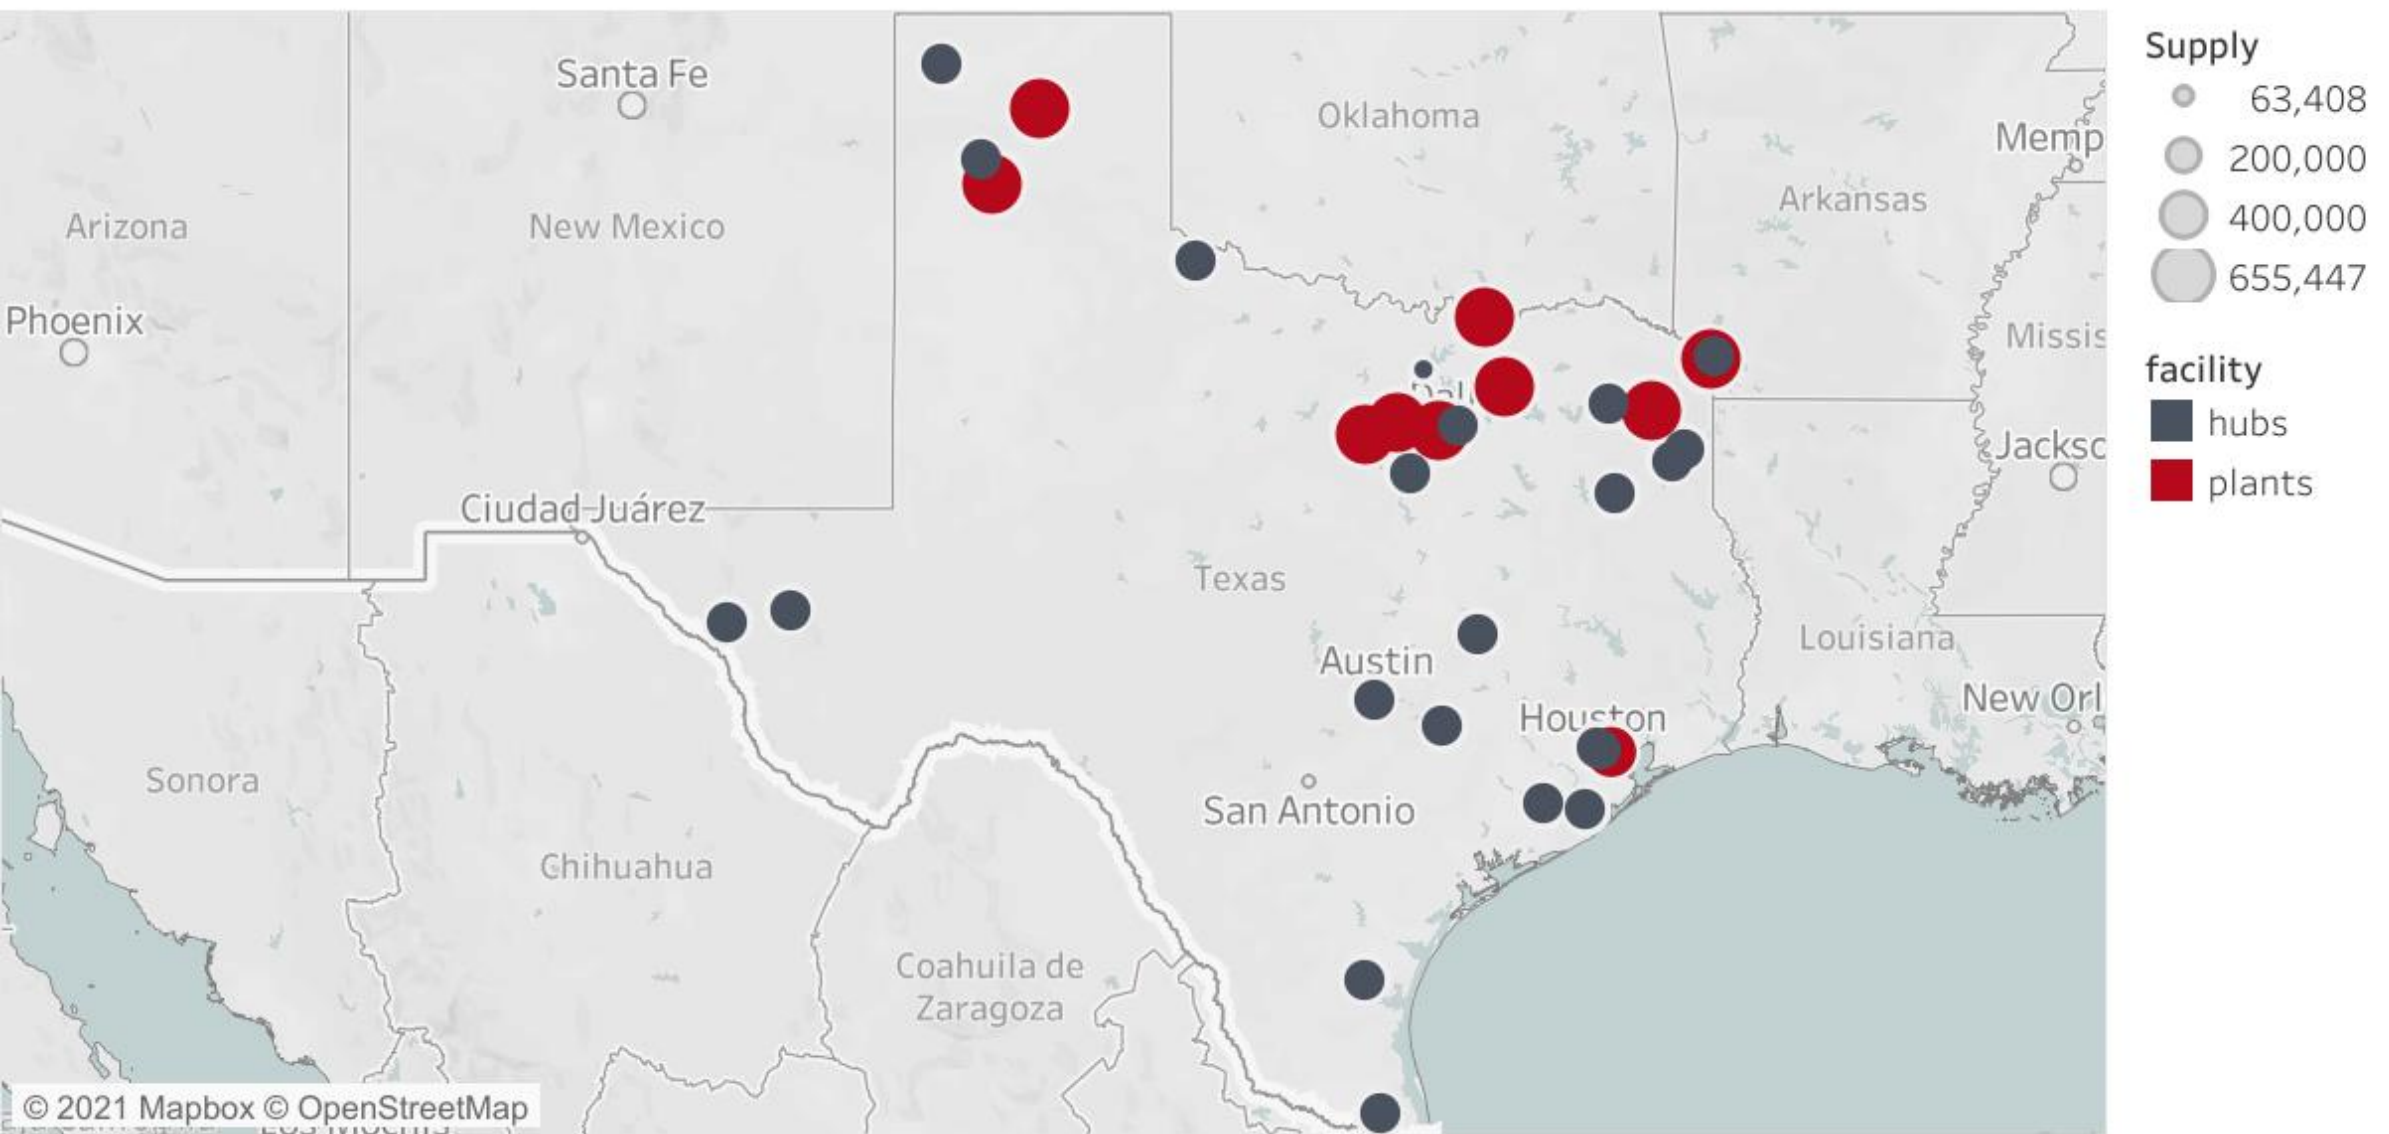 Santa Fe
Oklahoma
Memp
Arkansas
Arizona
New Mexico
Phoenix
Missis
Jacksc
Ciudad Juárez
Texas
Louisiana
Austin
New Orl
Houston
Sonora
San Antonio
Chihuahua
Coahuila de
Zaragoza
© 2021 Mapbox © OpenStreetMap
Supply
63,408
200,000
400,000
655,447
facility
hubs
plants